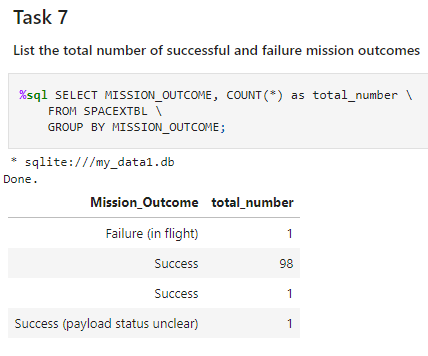 Task 7
List the total number of successful and failure mission outcomes
%sql SELECT MISSION_OUTCOME, COUNT(*) as total_number \
FROM SPACEXTBL \
GROUP BY MISSION_OUTCOME;
* sqlite:///my_data1.db
Done.
Mission_Outcome total_number
Failure (in flight) 1
Success 98
Success 1
Success (payload status unclear) 1